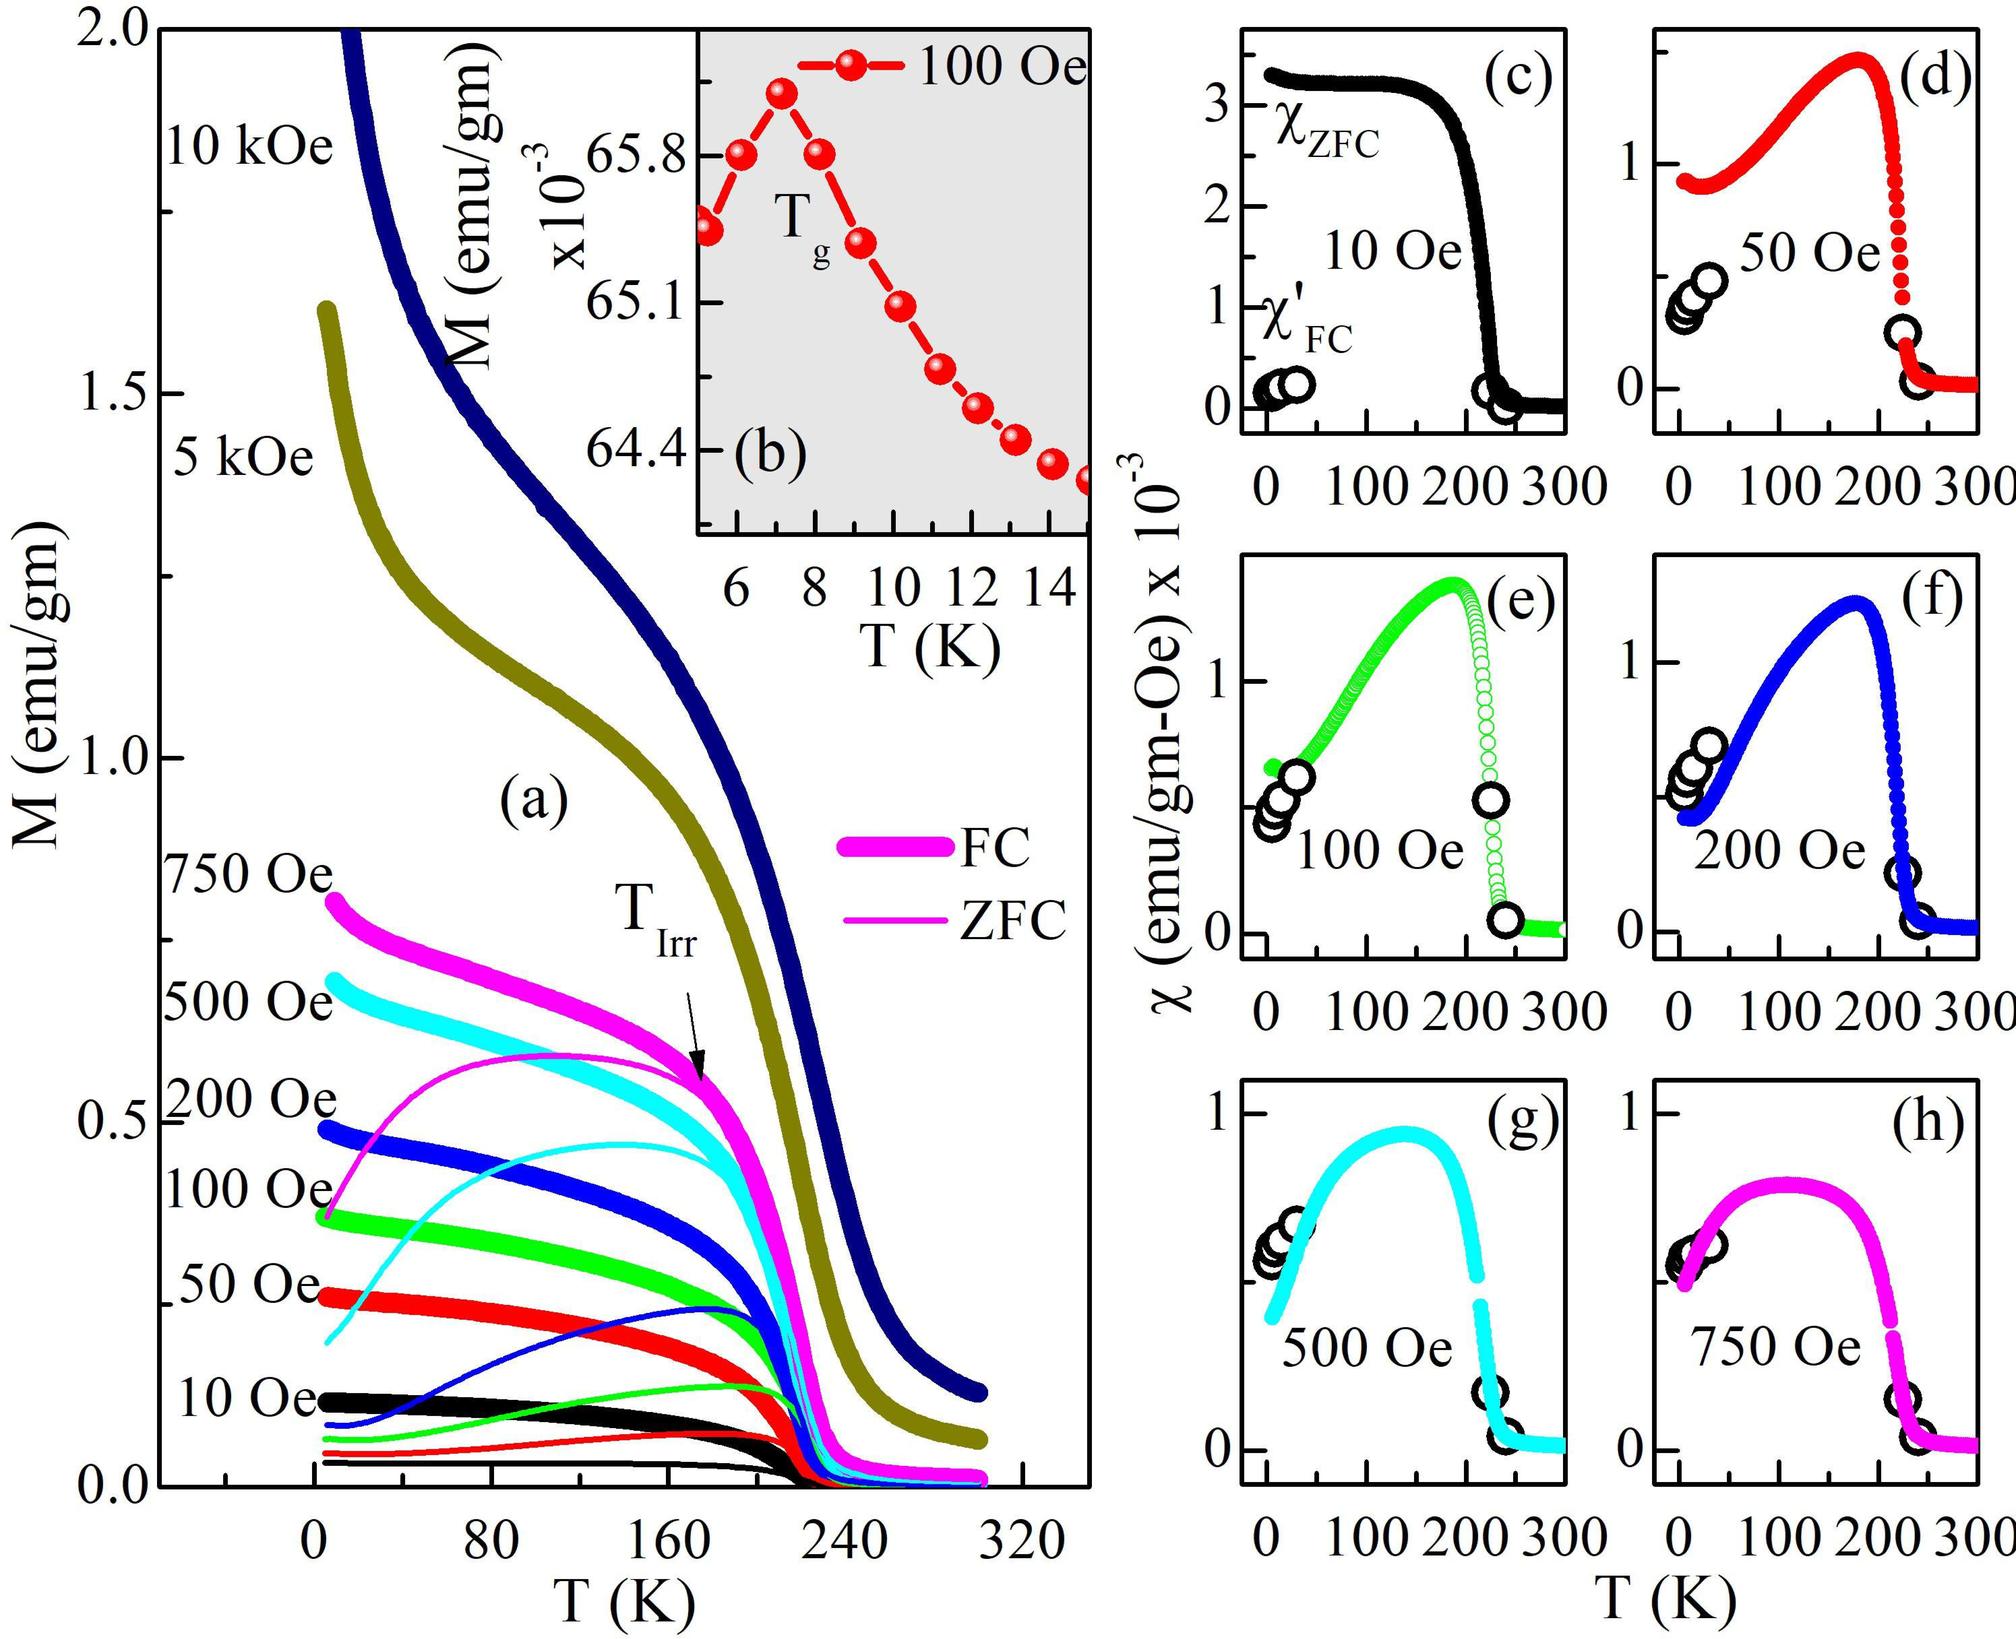 2.0
1.5
1.0
0.5
0.0
M (emu/gm)
0 80 160 240 320
T (K)
10 kOe
5 kOe
(a)
750 Oe
500 Oe
200 Oe
100 Oe
50 Oe
10 Oe
T_Irr
FC
ZFC
M (emu/gm)
x10^-3
65.8
65.1
64.4
100 Oe
T_g
(b)
6 8 10 12 14
T (K)
χ (emu/gm-Oe) x 10^-3
(c)
3
2
1
0
χ_ZFC
10 Oe
χ'_FC
0 100 200 300
(d)
1
0
50 Oe
0 100 200 300
(e)
1
0
100 Oe
0 100 200 300
(f)
1
0
200 Oe
0 100 200 300
(g)
1
0
500 Oe
0 100 200 300
(h)
1
0
750 Oe
0 100 200 300
T (K)